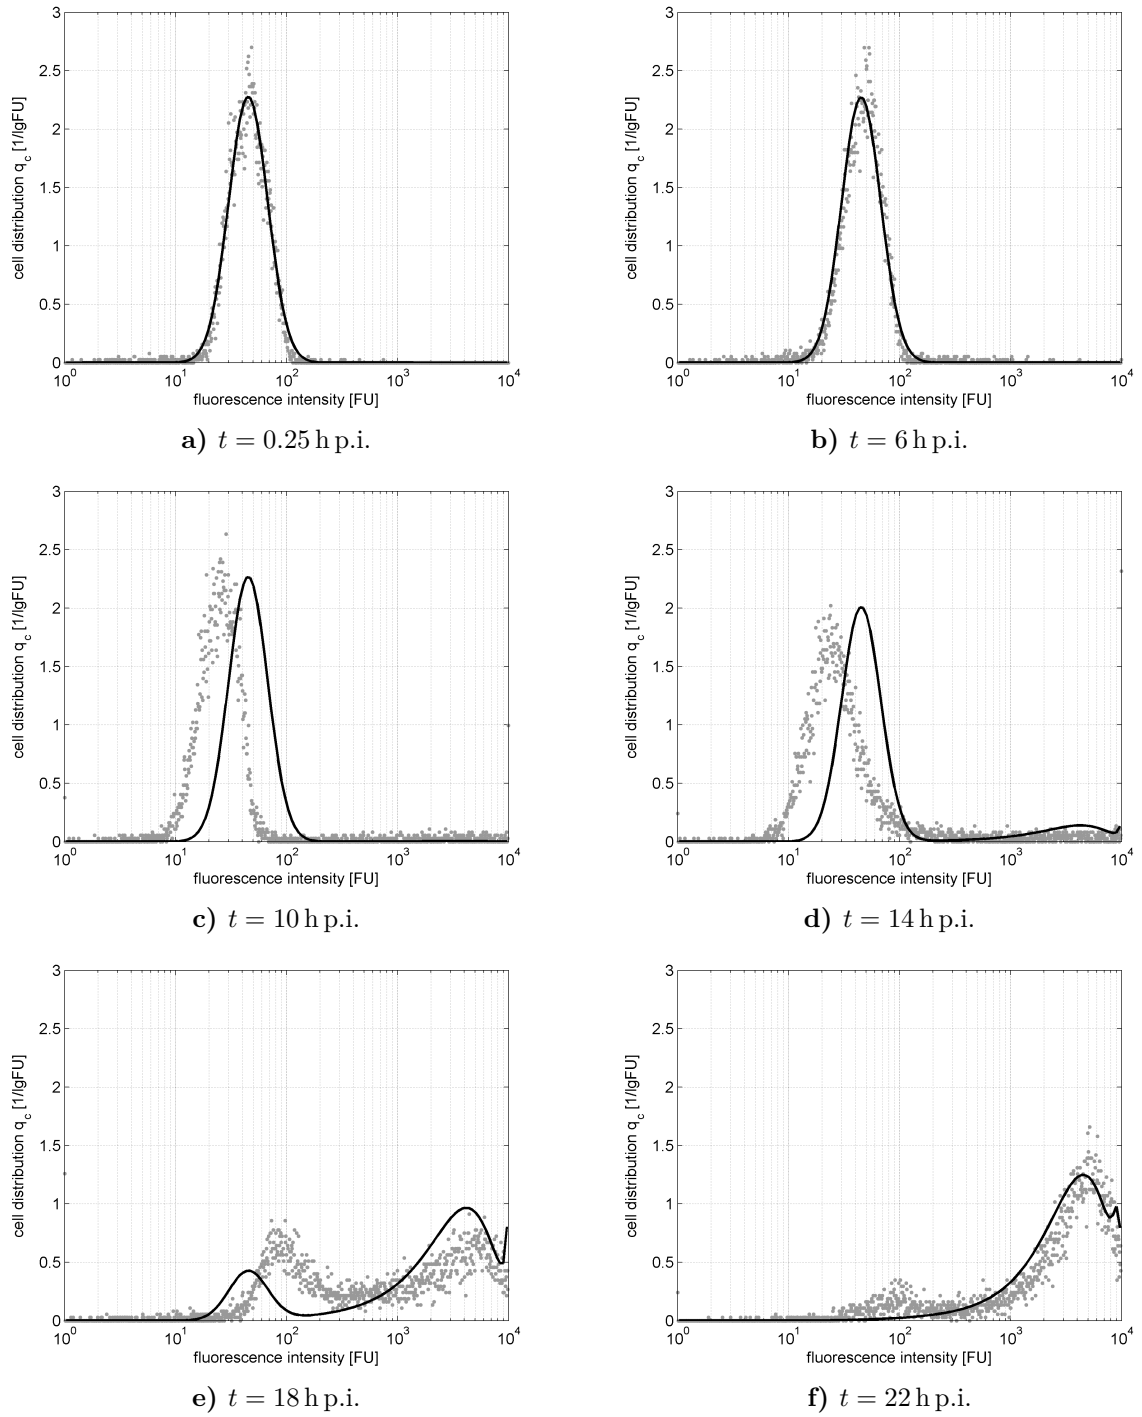 3
2.5
2
1.5
1
0.5
0
cell distribution q_c [1/lgFU]
10^0 10^1 10^2 10^3 10^4
fluorescence intensity [FU]
a) t = 0.25 h p.i.
3
2.5
2
1.5
1
0.5
0
cell distribution q_c [1/lgFU]
10^0 10^1 10^2 10^3 10^4
fluorescence intensity [FU]
b) t = 6 h p.i.
3
2.5
2
1.5
1
0.5
0
cell distribution q_c [1/lgFU]
10^0 10^1 10^2 10^3 10^4
fluorescence intensity [FU]
c) t = 10 h p.i.
3
2.5
2
1.5
1
0.5
0
cell distribution q_c [1/lgFU]
10^0 10^1 10^2 10^3 10^4
fluorescence intensity [FU]
d) t = 14 h p.i.
3
2.5
2
1.5
1
0.5
0
cell distribution q_c [1/lgFU]
10^0 10^1 10^2 10^3 10^4
fluorescence intensity [FU]
e) t = 18 h p.i.
3
2.5
2
1.5
1
0.5
0
cell distribution q_c [1/lgFU]
10^0 10^1 10^2 10^3 10^4
fluorescence intensity [FU]
f) t = 22 h p.i.